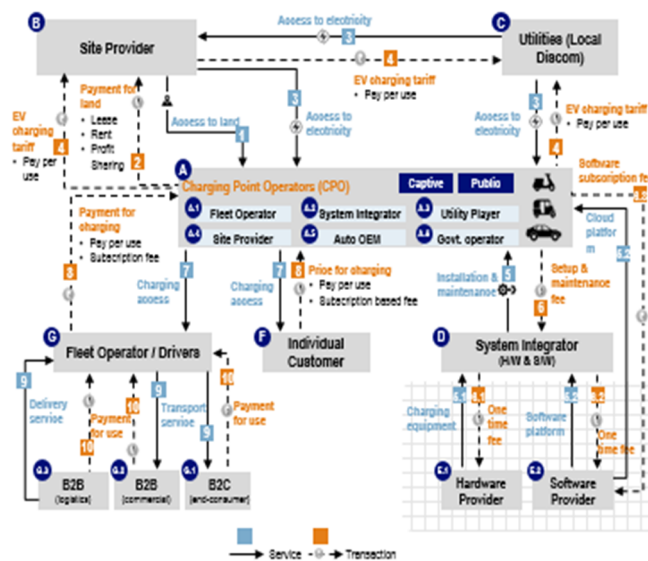 Access to electricity
B
Site Provider
3
C
Utilities (Local
Discom)
4
EV charging tariff
• Pay per use
EV
charging
tariff
• Pay per
use
4
Payment for
land
• Lease
• Rent
• Profit
Sharing
2
Access to land
1
3
Access to
electricity
Access to
electricity
3
EV charging tariff
• Pay per use
4
Software
subscription fe
Cloud
platfor
m
A
Charging Point Operators (CPO)
Captive
Public
A.1
Fleet Operator
A.2
System Integrator
A.3
Utility Player
A.4
Site Provider
A.5
Auto OEM
Govt. operator
Payment for
charging
• Pay per use
• Subscription fee
8
7
Charging
access
7
Charging
access
8
Price for charging
• Pay per use
• Subscription based fee
Installation &
maintenance
5
Setup &
maintenance
fee
6
G
Fleet Operator / Drivers
F
Individual
Customer
D
System Integrator
(H/W & S/W)
9
Delivery
service
Payment
for use
10
10
9
Transport
service
9
10
Payment
for use
Charging
equipment
One
time
fee
Software
platform
One
time fee
G.3
B2B
(logistics)
G.2
B2B
(commercial)
G.1
B2C
(end-consumer)
E.1
Hardware
Provider
E.2
Software
Provider
Service
Transaction